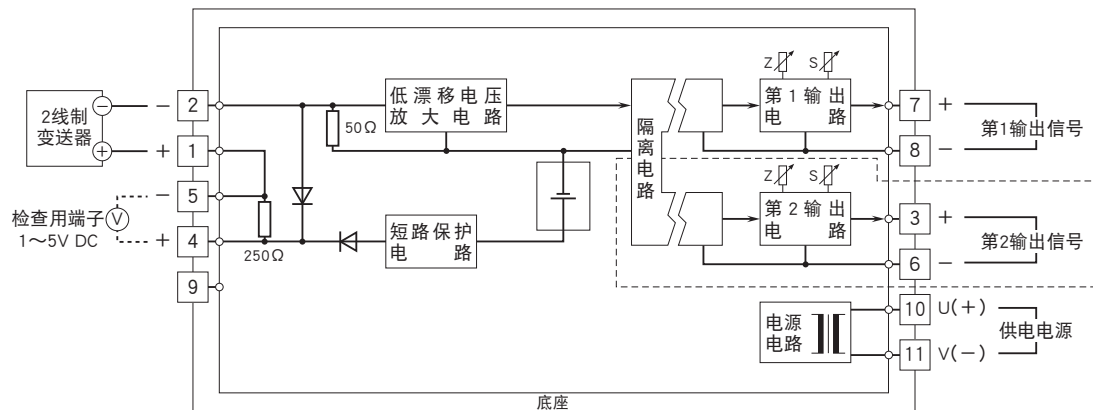 2线制
变送器
−
+
−
+
2
1
−
5
检查用端子
V
1～5V DC
+
4
9
250Ω
50Ω
低漂移电压
放大电路
短路保护
电路
隔离电路
Z
S
第1输出
电路
7
+
8
−
第1输出信号
Z
S
第2输出
电路
3
+
6
−
第2输出信号
电源
电路
10
U(+)
11
V(−)
供电电源
底座